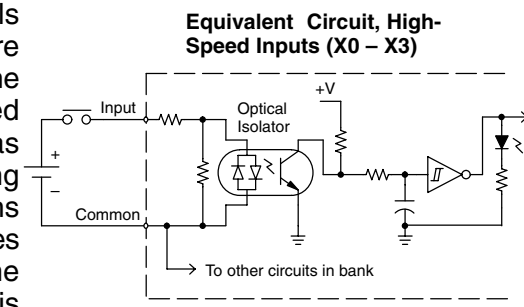 Equivalent Circuit, High-
Speed Inputs (X0 – X3)
+V
Input
Optical
Isolator
+
–
Common
To other circuits in bank